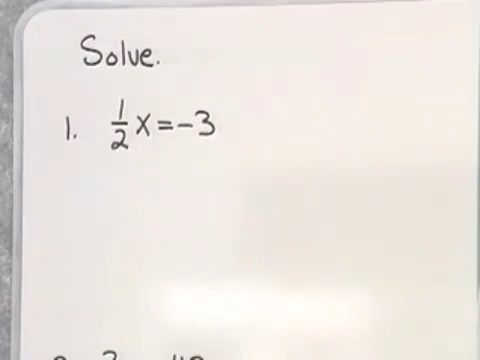 Solve.
1. 1/2 x = -3